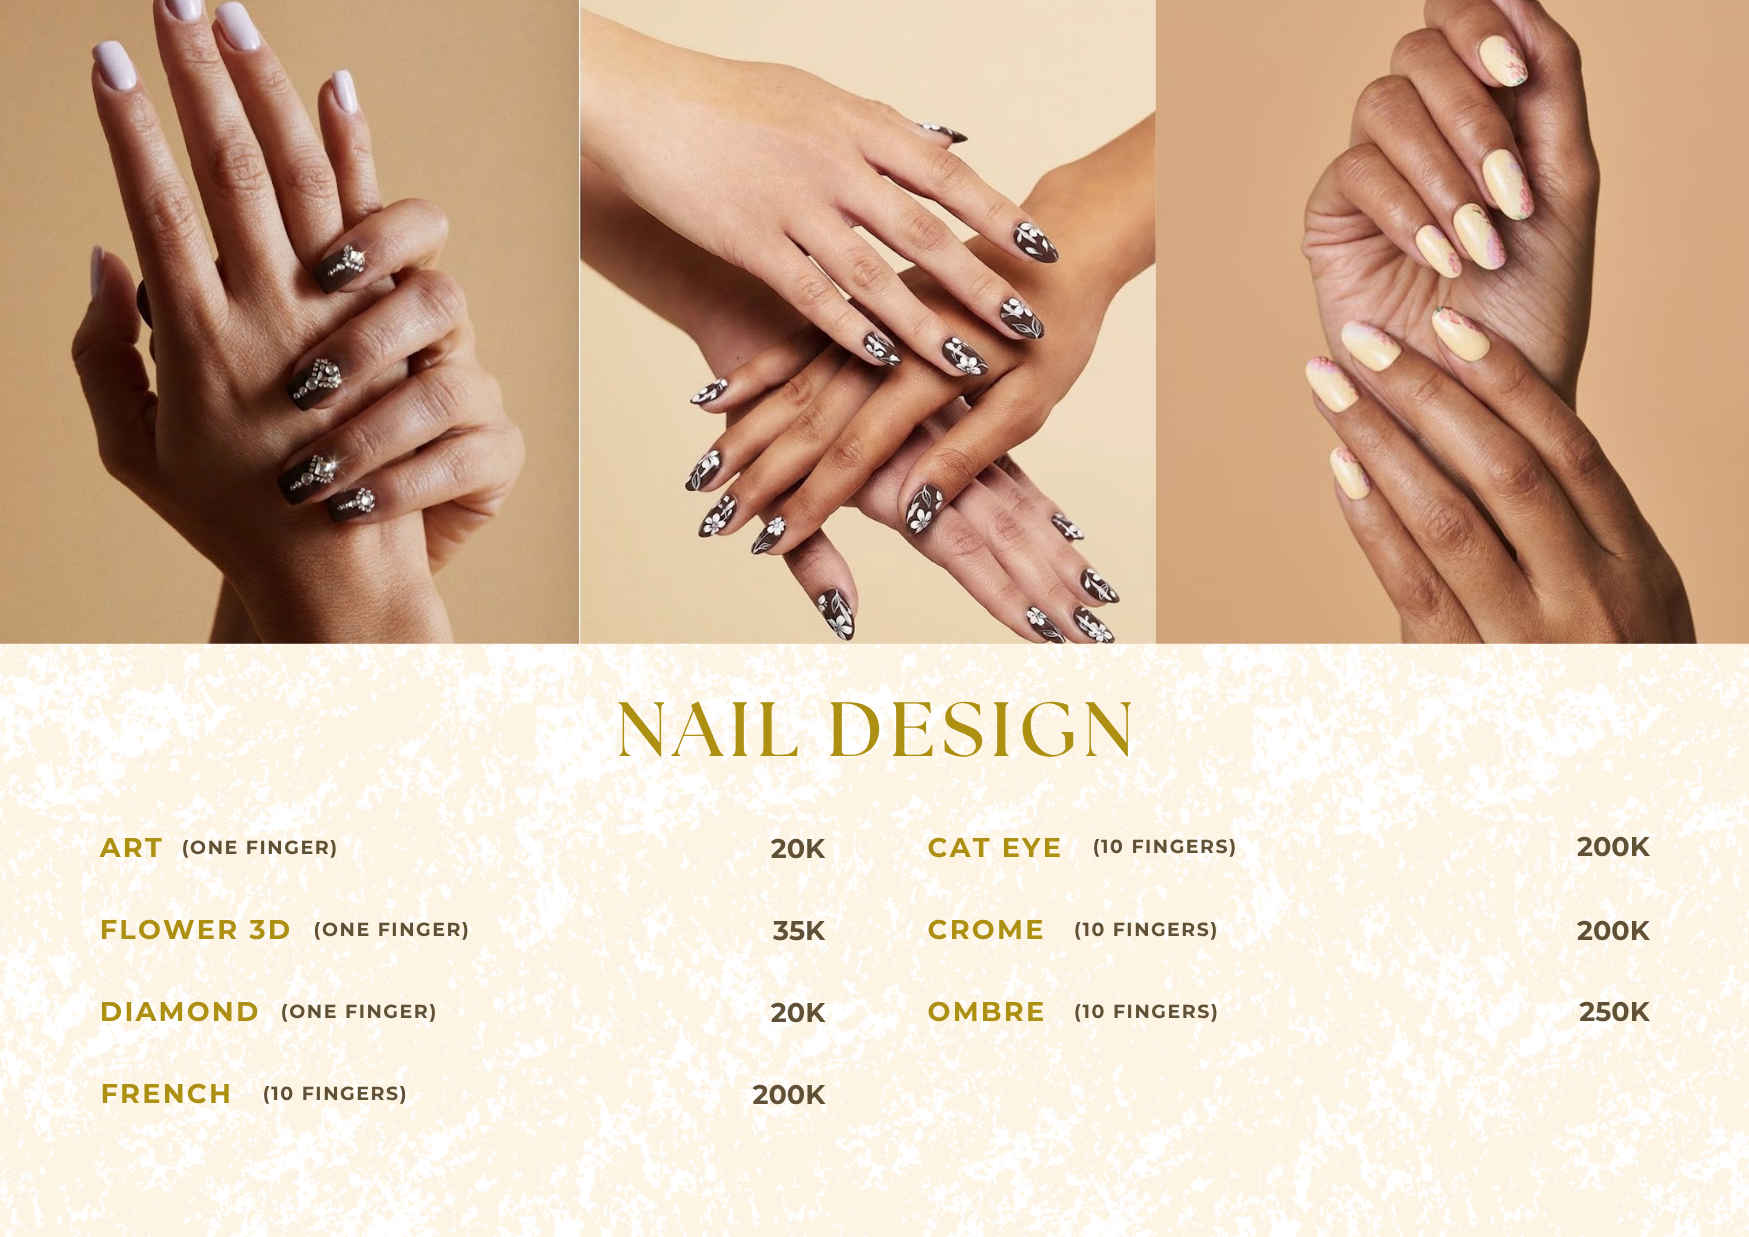 NAIL DESIGN
ART (ONE FINGER) 20K
FLOWER 3D (ONE FINGER) 35K
DIAMOND (ONE FINGER) 20K
FRENCH (10 FINGERS) 200K
CAT EYE (10 FINGERS) 200K
CROME (10 FINGERS) 200K
OMBRE (10 FINGERS) 250K